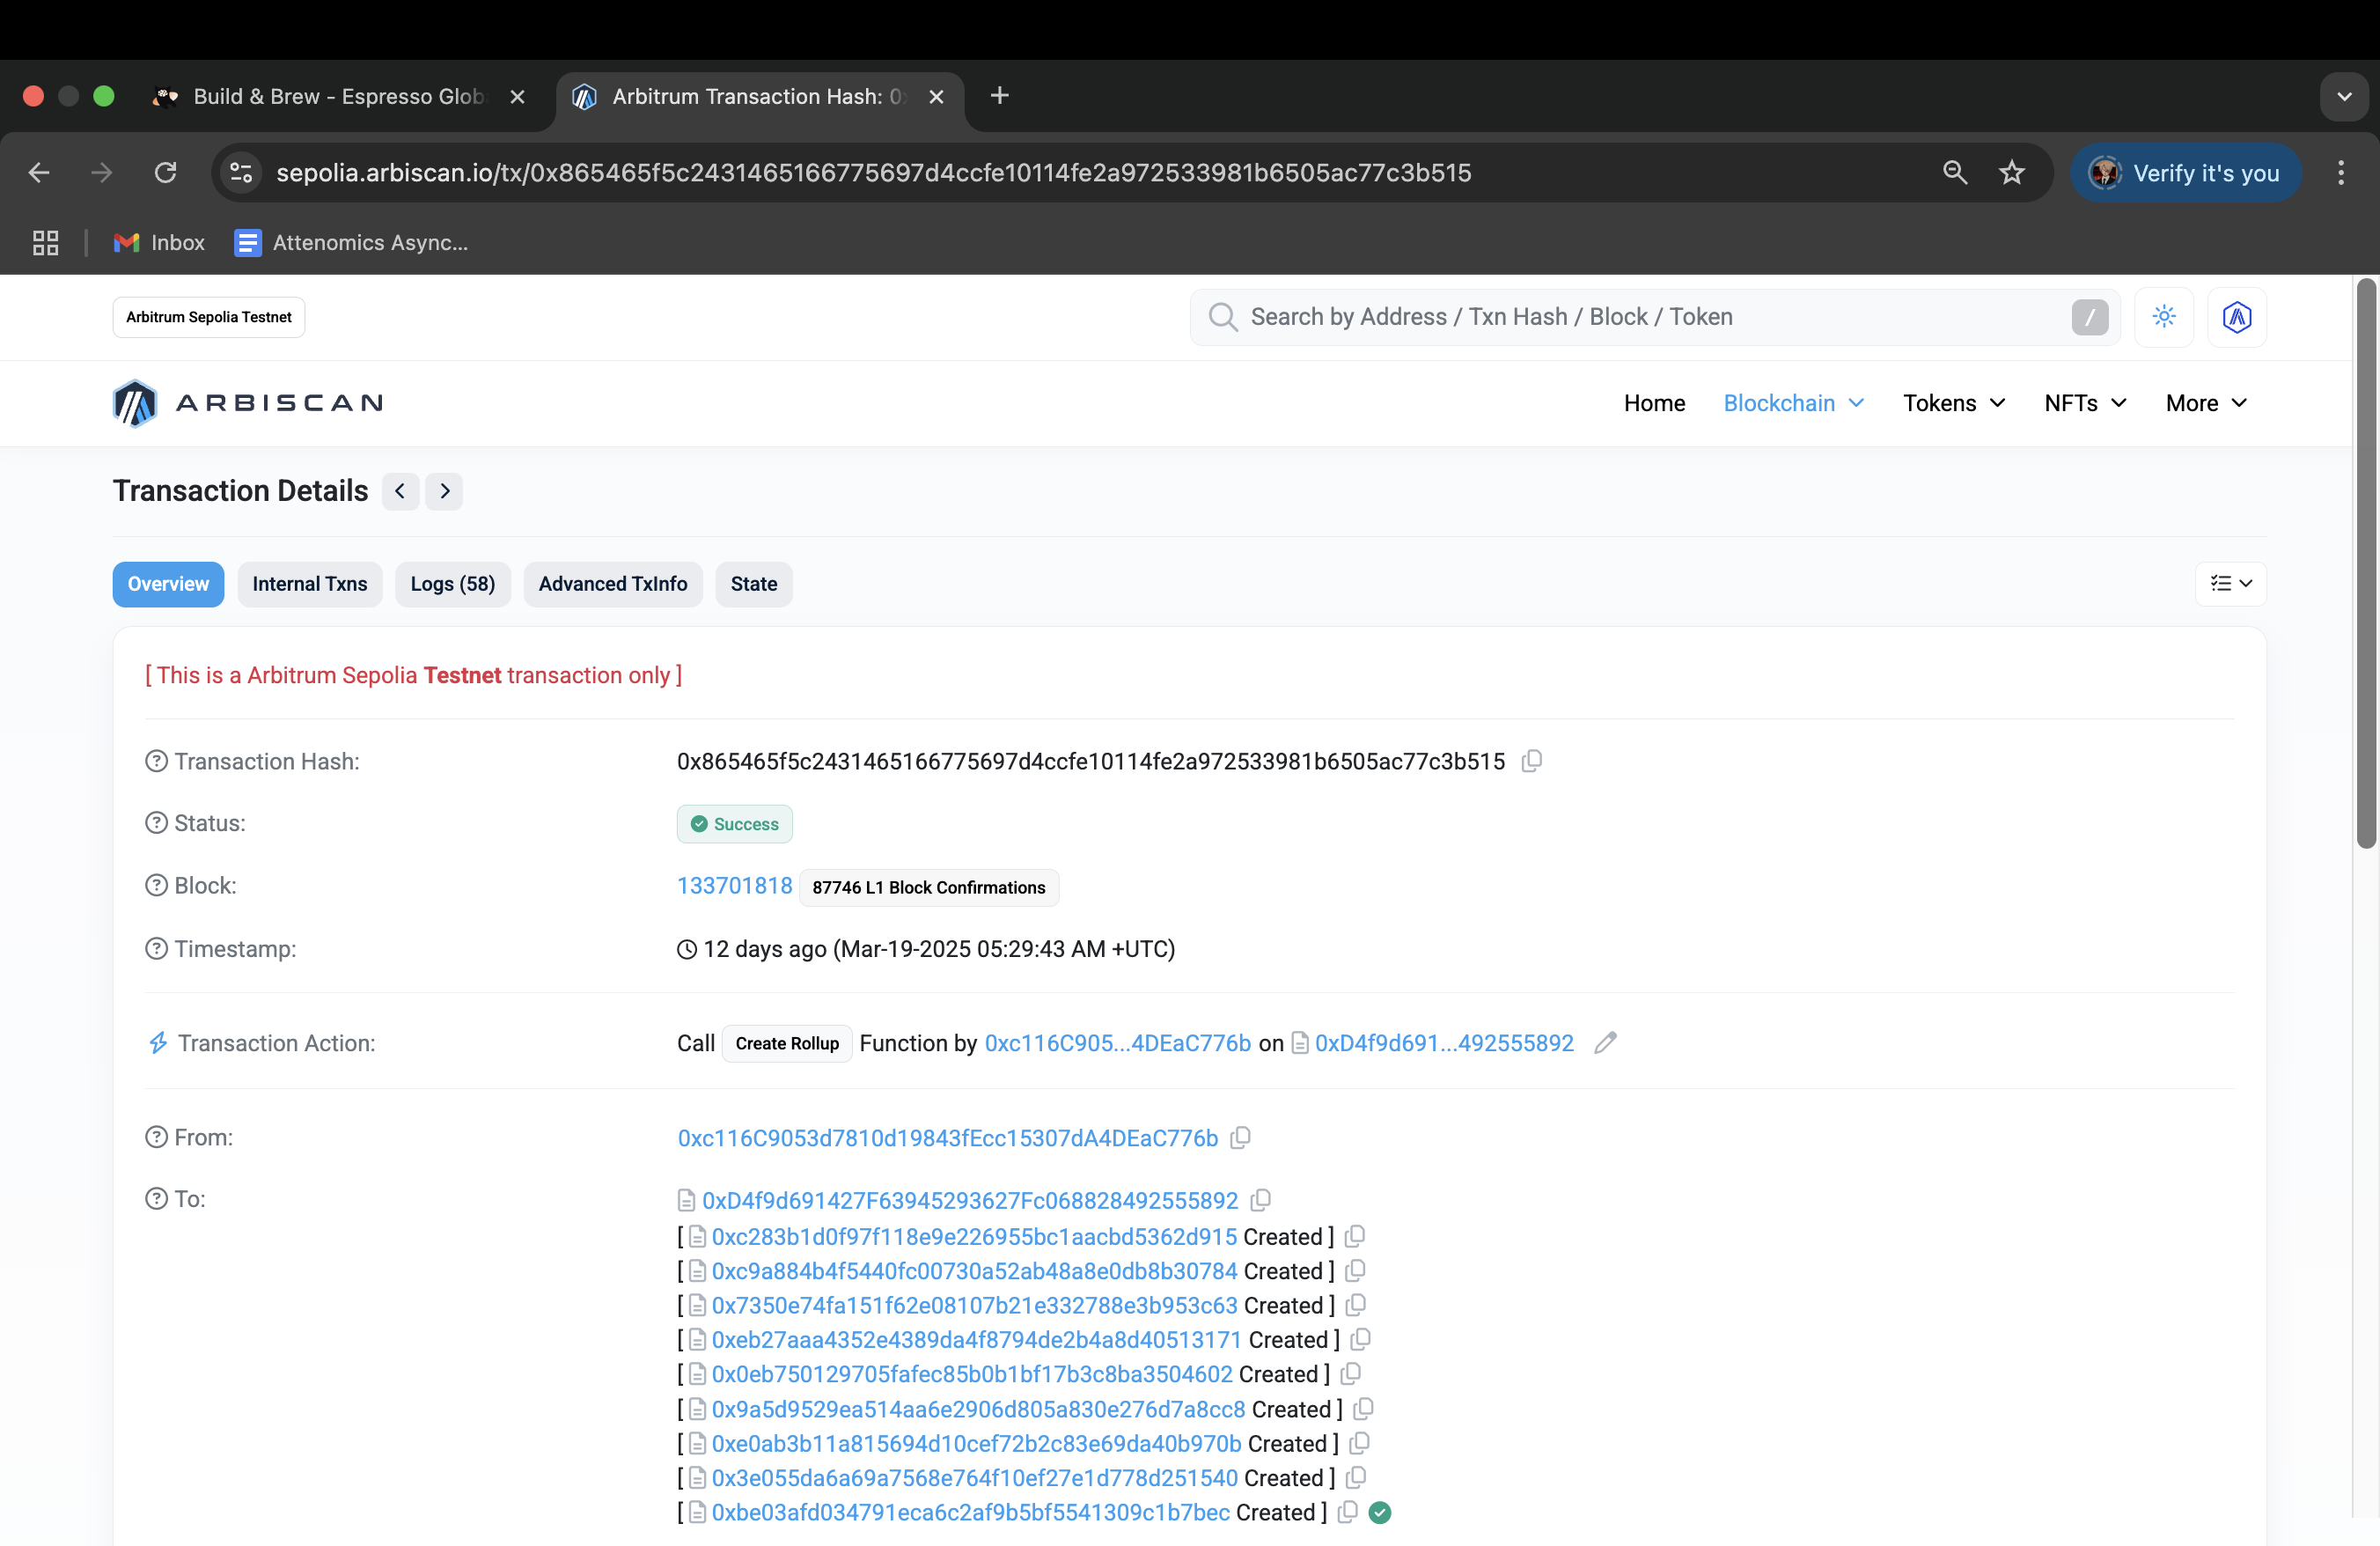 Build & Brew - Espresso Glob
Arbitrum Transaction Hash: 0
sepolia.arbiscan.io/tx/0x865465f5c2431465166775697d4ccfe10114fe2a972533981b6505ac77c3b515
Verify it's you
Inbox
Attenomics Async...
Arbitrum Sepolia Testnet
Search by Address / Txn Hash / Block / Token
/
ARBISCAN
Home
Blockchain
Tokens
NFTs
More
Transaction Details
Overview
Internal Txns
Logs (58)
Advanced TxInfo
State
[ This is a Arbitrum Sepolia Testnet transaction only ]
Transaction Hash:
0x865465f5c2431465166775697d4ccfe10114fe2a972533981b6505ac77c3b515
Status:
Success
Block:
133701818 87746 L1 Block Confirmations
Timestamp:
12 days ago (Mar-19-2025 05:29:43 AM +UTC)
Transaction Action:
Call Create Rollup Function by 0xc116C905...4DEaC776b on 0xD4f9d691...492555892
From:
0xc116C9053d7810d19843fEcc15307dA4DEaC776b
To:
0xD4f9d691427F63945293627Fc068828492555892
[ 0xc283b1d0f97f118e9e226955bc1aacbd5362d915 Created ]
[ 0xc9a884b4f5440fc00730a52ab48a8e0db8b30784 Created ]
[ 0x7350e74fa151f62e08107b21e332788e3b953c63 Created ]
[ 0xeb27aaa4352e4389da4f8794de2b4a8d40513171 Created ]
[ 0x0eb750129705fafec85b0b1bf17b3c8ba3504602 Created ]
[ 0x9a5d9529ea514aa6e2906d805a830e276d7a8cc8 Created ]
[ 0xe0ab3b11a815694d10cef72b2c83e69da40b970b Created ]
[ 0x3e055da6a69a7568e764f10ef27e1d778d251540 Created ]
[ 0xbe03afd034791eca6c2af9b5bf5541309c1b7bec Created ]